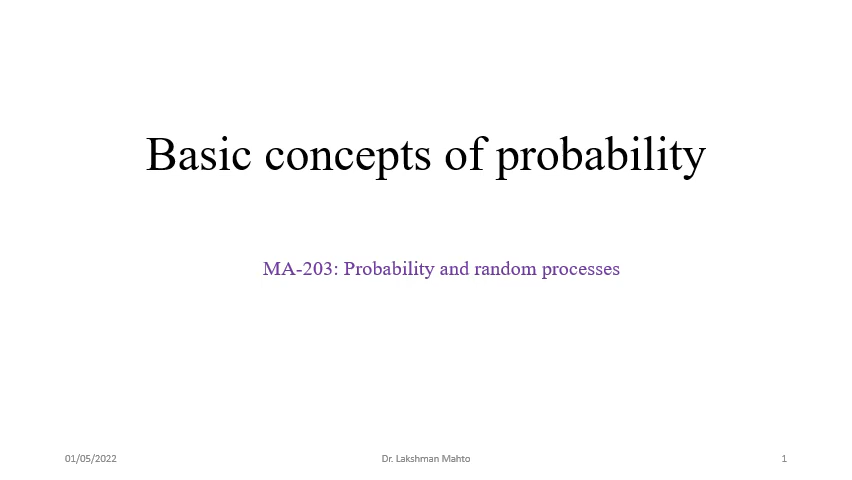 Basic concepts of probability
MA-203: Probability and random processes
01/05/2022
Dr. Lakshman Mahto
1